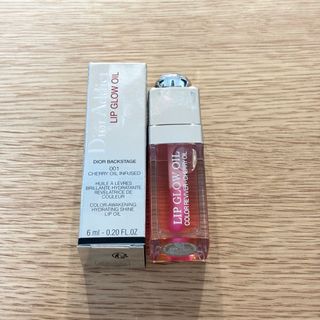 Dior Addict
LIP GLOW OIL
DIOR BACKSTAGE
001
CHERRY OIL INFUSED
HUILE À LÈVRES
BRILLANTE HYDRATANTE
RÉVÉLATRICE DE
COULEUR
COLOR-AWAKENING
HYDRATING SHINE
LIP OIL
6 ml - 0.20 FL.OZ
LIP GLOW OIL
COLOR REVIVER CHERRY OIL